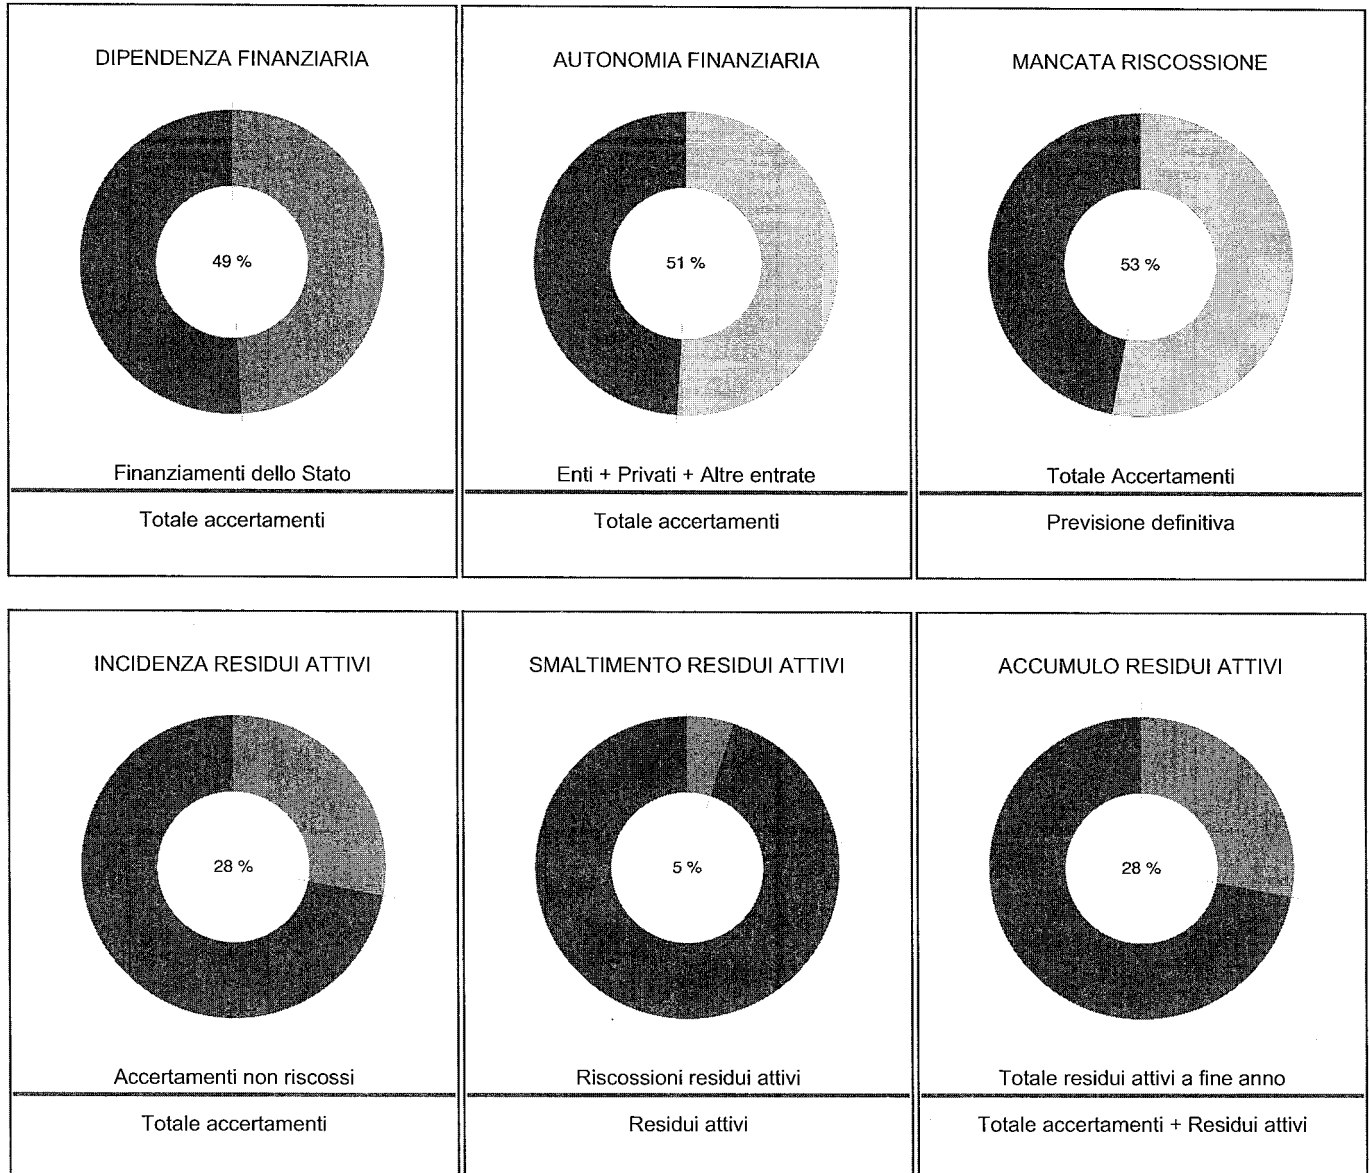 DIPENDENZA FINANZIARIA
49 %
Finanziamenti dello Stato
Totale accertamenti
AUTONOMIA FINANZIARIA
51 %
Enti + Privati + Altre entrate
Totale accertamenti
MANCATA RISCOSSIONE
53 %
Totale Accertamenti
Previsione definitiva
INCIDENZA RESIDUI ATTIVI
28 %
Accertamenti non riscossi
Totale accertamenti
SMALTIMENTO RESIDUI ATTIVI
5 %
Riscossioni residui attivi
Residui attivi
ACCUMULO RESIDUI ATTIVI
28 %
Totale residui attivi a fine anno
Totale accertamenti + Residui attivi